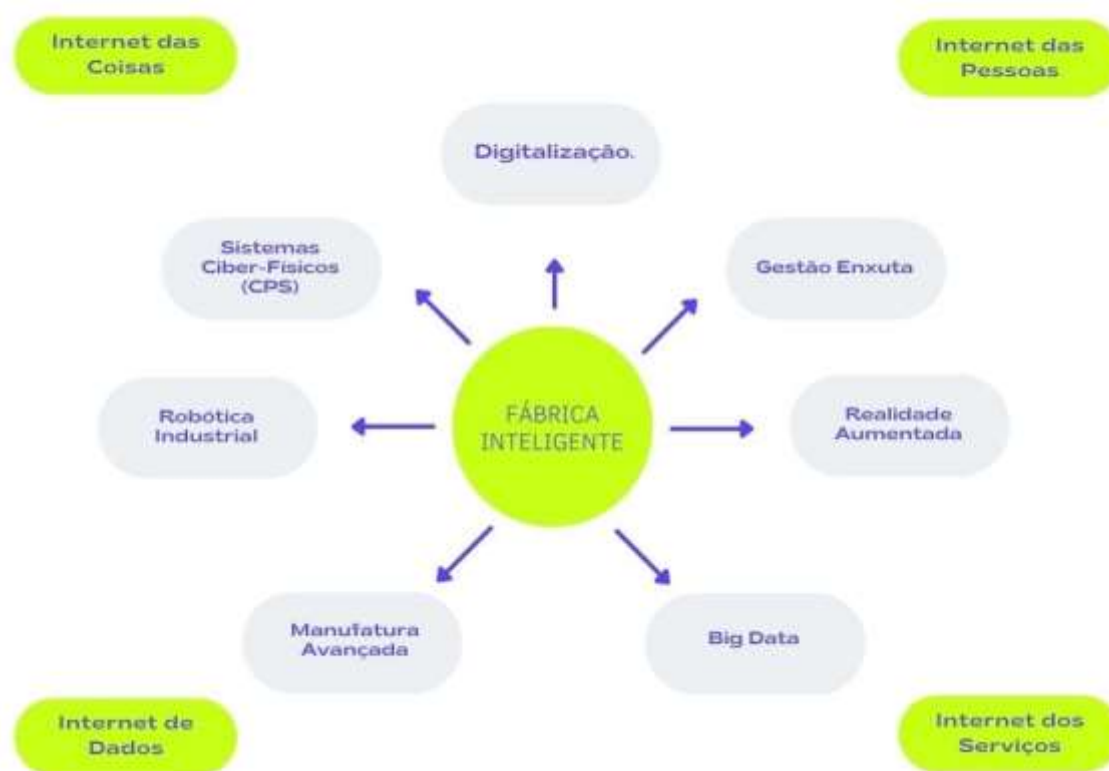 Internet das
Coisas
Internet das
Pessoas
Digitalização.
Sistemas
Ciber-Físicos
(CPS)
Gestão Enxuta
Robótica
Industrial
FÁBRICA
INTELIGENTE
Realidade
Aumentada
Manufatura
Avançada
Big Data
Internet de
Dados
Internet dos
Serviços